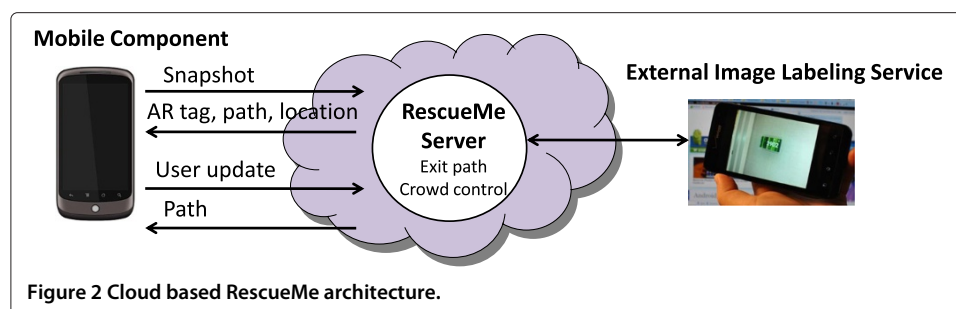 Mobile Component
Snapshot
AR tag, path, location
User update
Path
RescueMe
Server
Exit path
Crowd control
External Image Labeling Service
Figure 2 Cloud based RescueMe architecture.